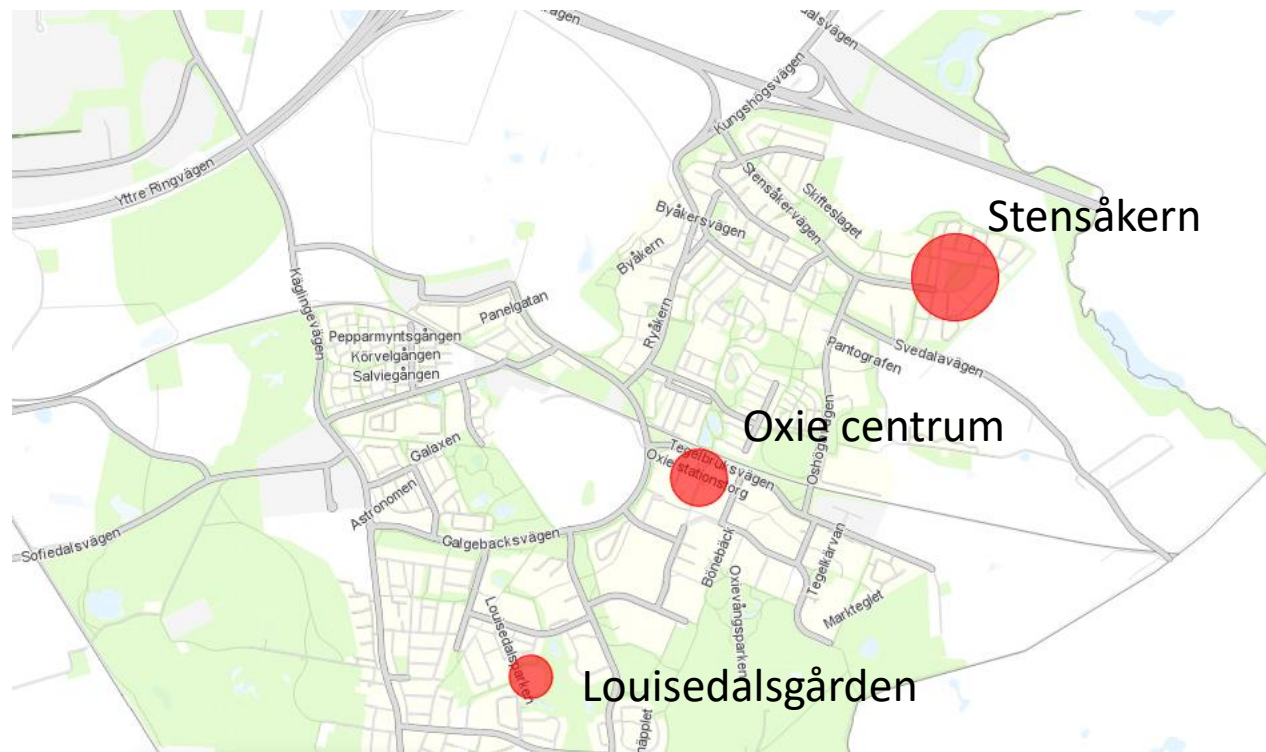 Kungshögsvägen
Yttre Ringvägen
Stensåkervägen
Skifteslaget
Stensåkern
Byåkersvägen
Byåkern
Käglingevägen
Panelgatan
Ryåkern
Pepparmyntsgången
Körvelgången
Salviegången
Pantografen
Svedalavägen
Oxie centrum
Galaxen
Tegelbruksvägen
Oxie stationstorg
Astronomen
Sofiedalsvägen
Galgebacksvägen
Bönebäck
Tegelkärvan
Oxievångsparken
Markteglet
Louisedalsparken
Louisedalsgården